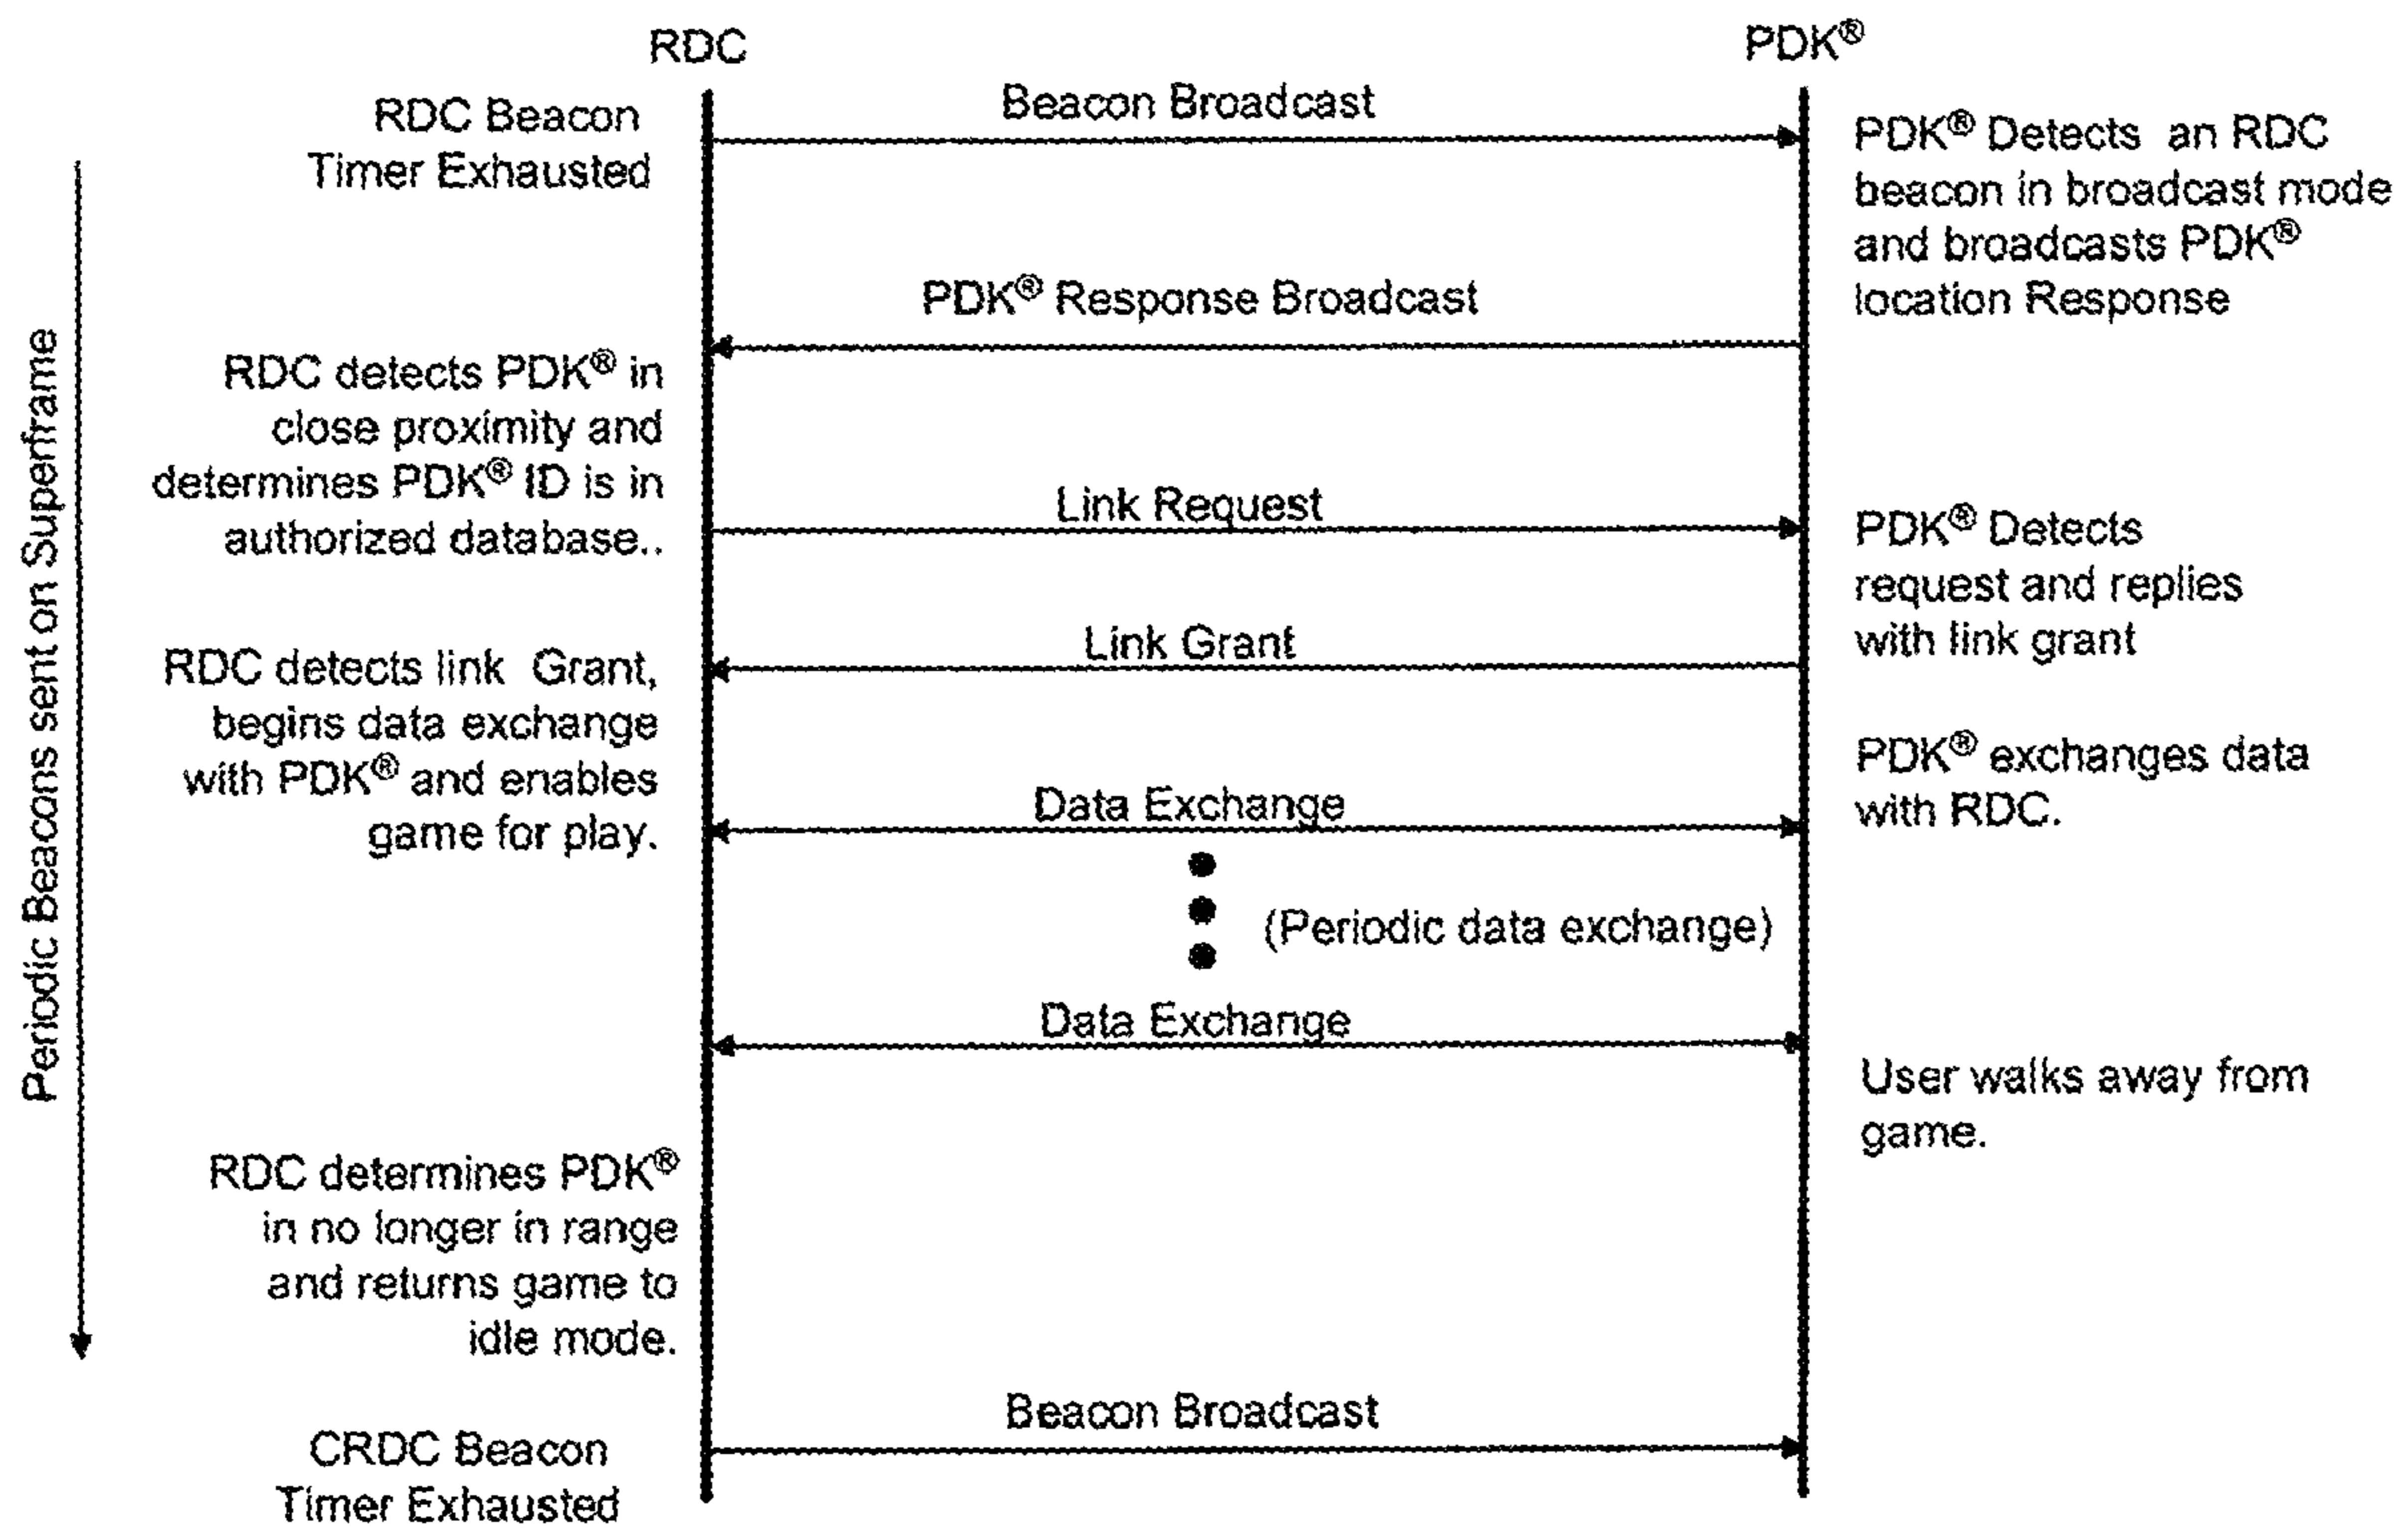 RDC
PDK®
RDC Beacon
Timer Exhausted
Beacon Broadcast
PDK® Detects an RDC
beacon in broadcast mode
and broadcasts PDK®
location Response
PDK® Response Broadcast
Periodic Beacons sent on Superframe
RDC detects PDK® in
close proximity and
determines PDK® ID is in
authorized database..
Link Request
PDK® Detects
request and replies
with link grant
Link Grant
RDC detects link Grant,
begins data exchange
with PDK® and enables
game for play.
Data Exchange
PDK® exchanges data
with RDC.
(Periodic data exchange)
Data Exchange
User walks away from
game.
RDC determines PDK®
in no longer in range
and returns game to
idle mode.
Beacon Broadcast
CRDC Beacon
Timer Exhausted